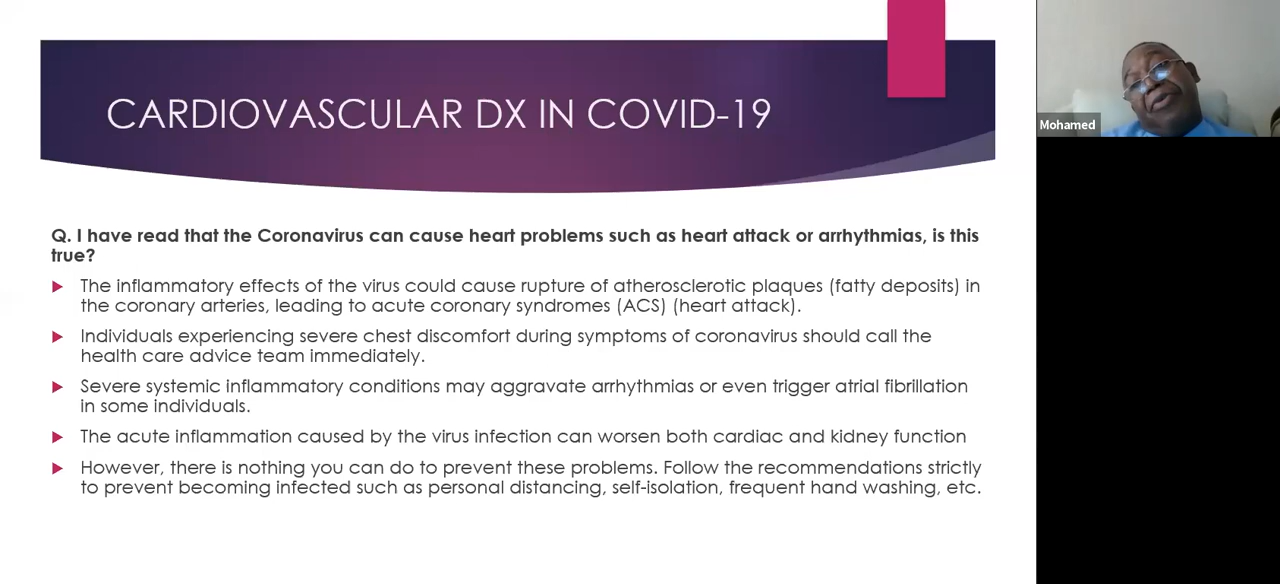 CARDIOVASCULAR DX IN COVID-19
Mohamed
Q. I have read that the Coronavirus can cause heart problems such as heart attack or arrhythmias, is this
true?
The inflammatory effects of the virus could cause rupture of atherosclerotic plaques (fatty deposits) in
the coronary arteries, leading to acute coronary syndromes (ACS) (heart attack).
Individuals experiencing severe chest discomfort during symptoms of coronavirus should call the
health care advice team immediately.
Severe systemic inflammatory conditions may aggravate arrhythmias or even trigger atrial fibrillation
in some individuals.
The acute inflammation caused by the virus infection can worsen both cardiac and kidney function
However, there is nothing you can do to prevent these problems. Follow the recommendations strictly
to prevent becoming infected such as personal distancing, self-isolation, frequent hand washing, etc.